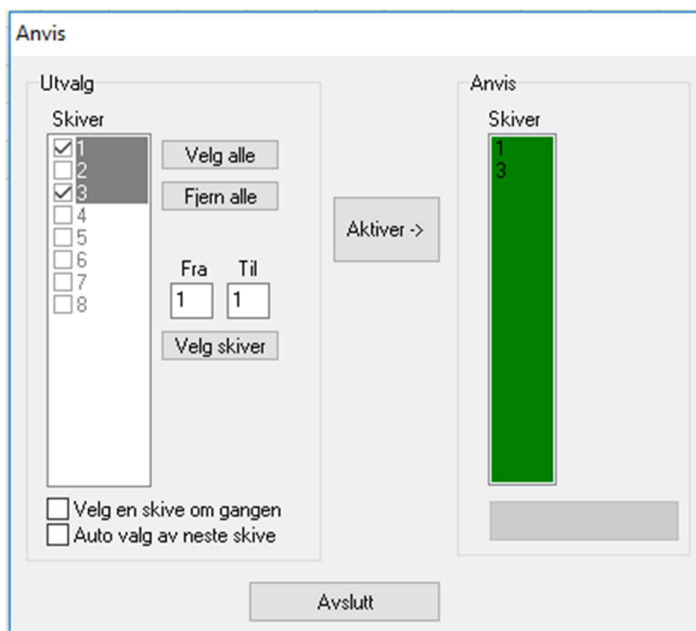 Anvis
Utvalg
Skiver
1
2
3
4
5
6
7
8
Velg alle
Fjern alle
Fra Til
1 1
Velg skiver
Velg en skive om gangen
Auto valg av neste skive
Aktiver ->
Anvis
Skiver
1
3
Avslutt